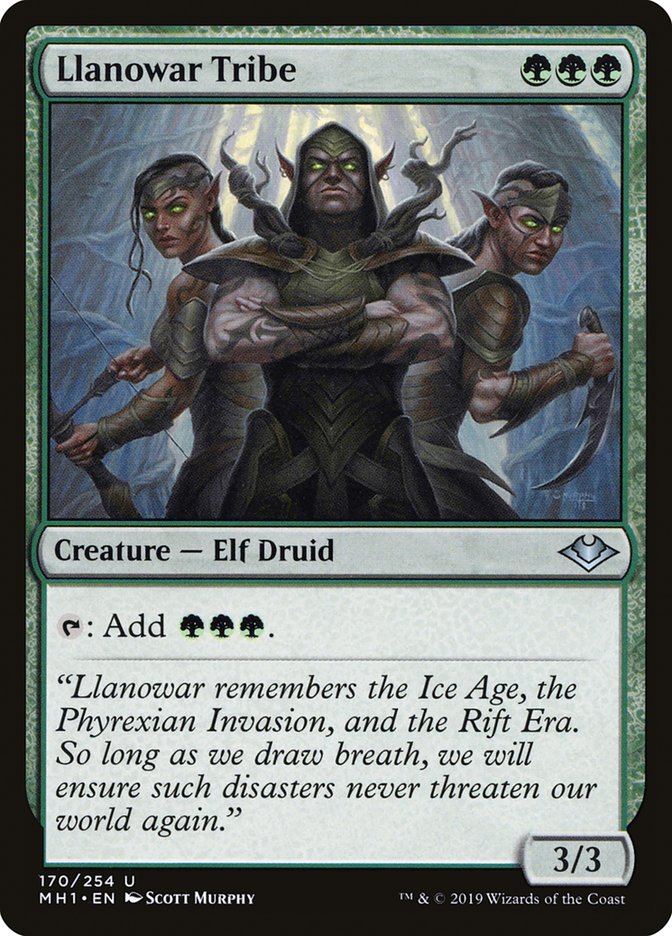 Llanowar Tribe
Creature — Elf Druid
: Add .
“Llanowar remembers the Ice Age, the
Phyrexian Invasion, and the Rift Era.
So long as we draw breath, we will
ensure such disasters never threaten our
world again.”
3/3
170/254 U
MH1 • EN Scott Murphy
™ & © 2019 Wizards of the Coast